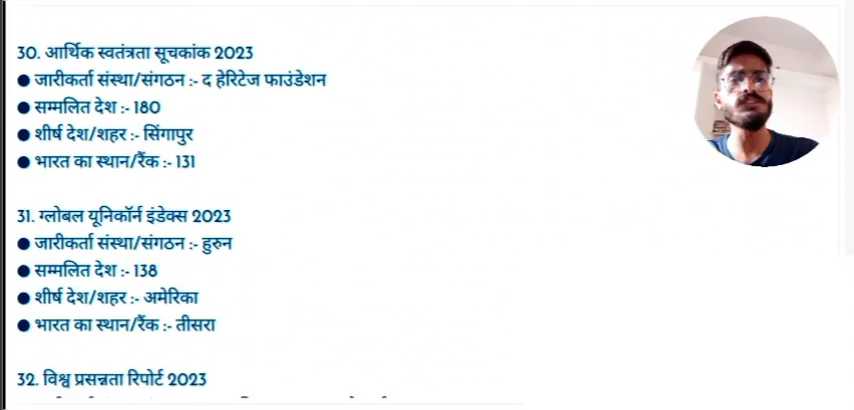 30. आर्थिक स्वतंत्रता सूचकांक 2023
● जारीकर्ता संस्था/संगठन :- द हेरिटेज फाउंडेशन
● सम्मलित देश :- 180
● शीर्ष देश/शहर :- सिंगापुर
● भारत का स्थान/रैंक :- 131
31. ग्लोबल यूनिकॉर्न इंडेक्स 2023
● जारीकर्ता संस्था/संगठन :- हुरुन
● सम्मलित देश :- 138
● शीर्ष देश/शहर :- अमेरिका
● भारत का स्थान/रैंक :- तीसरा
32. विश्व प्रसन्नता रिपोर्ट 2023